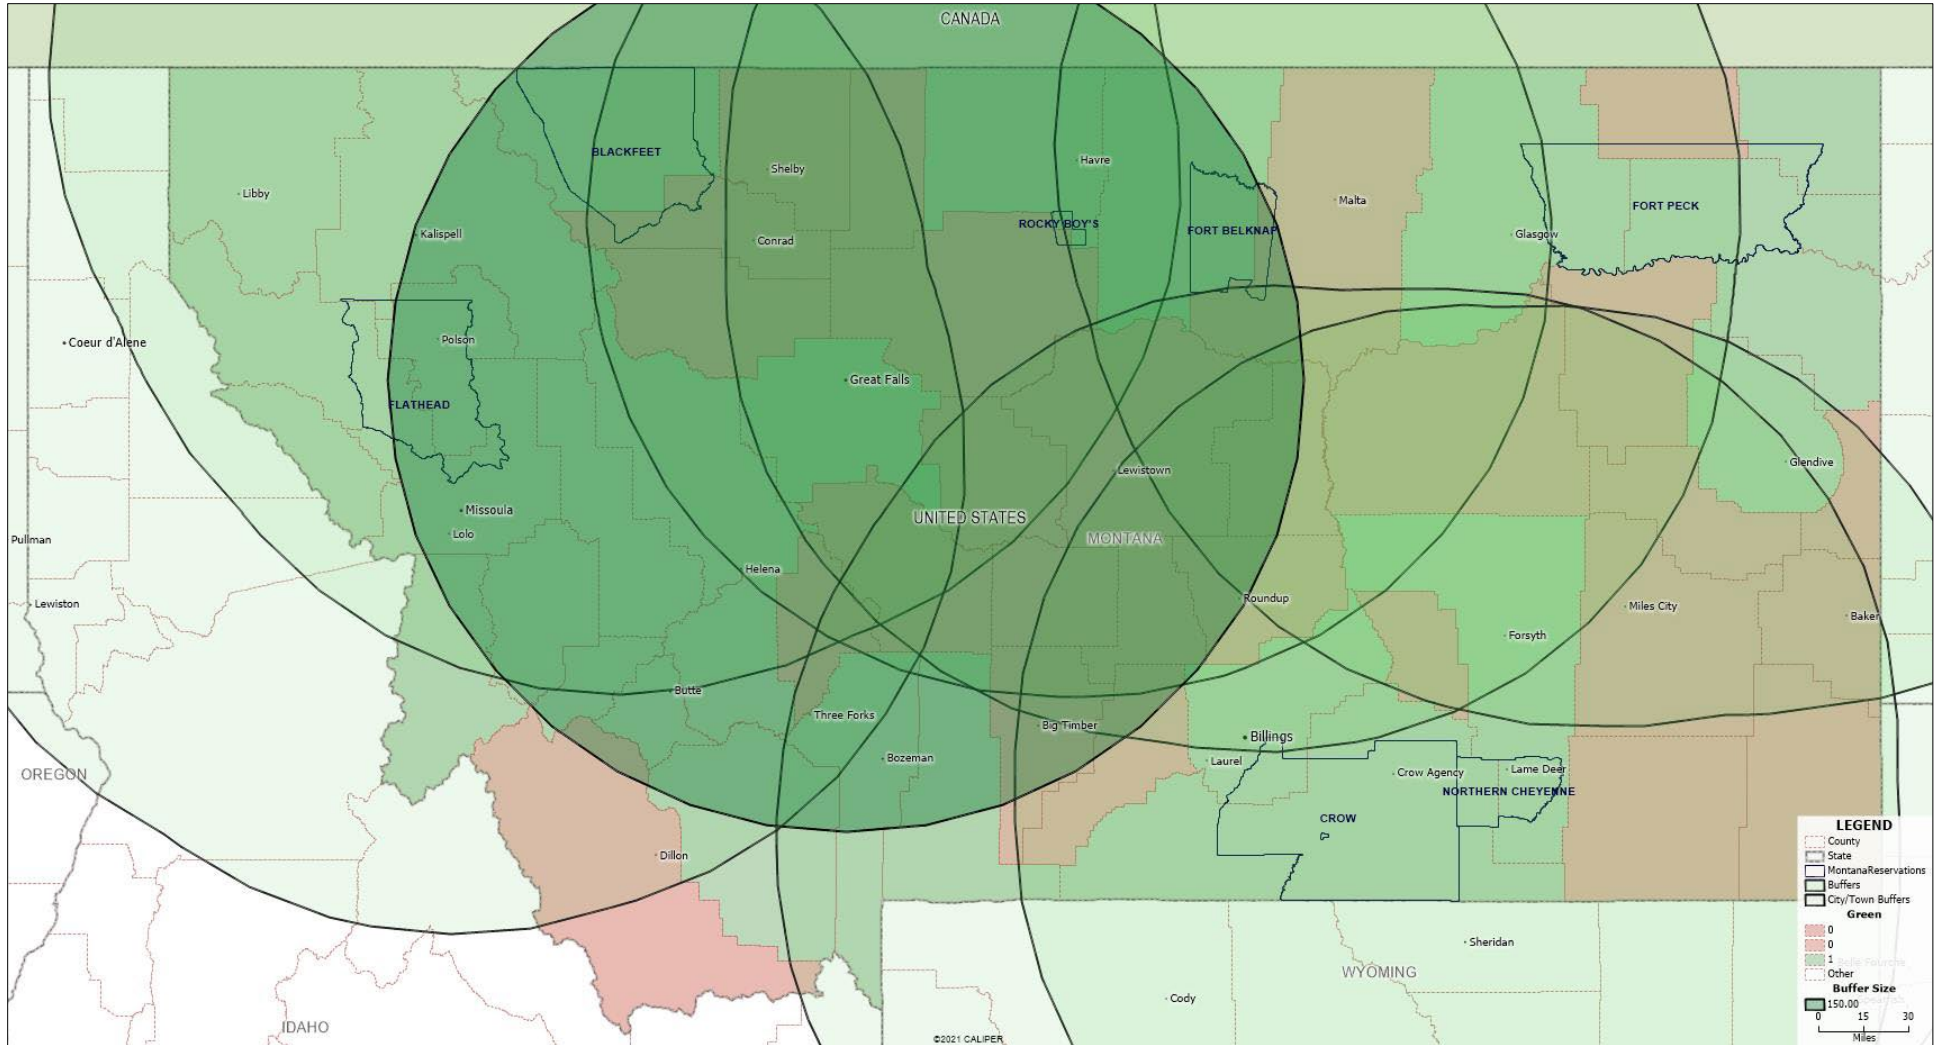 CANADA
BLACKFEET
Shelby
Havre
Libby
Malta
ROCKY BOY'S
FORT BELKNAP
FORT PECK
Kalispell
Conrad
Glasgow
Coeur d'Alene
Polson
Great Falls
FLATHEAD
Lewistown
Glendive
Missoula
UNITED STATES
Lolo
MONTANA
Pullman
Helena
Lewiston
Roundup
Miles City
Baker
Forsyth
Butte
Three Forks
Big Timber
Billings
Bozeman
Laurel
Crow Agency
Lame Deer
OREGON
NORTHERN CHEYENNE
CROW
Dillon
Sheridan
WYOMING
Cody
IDAHO
©2021 CALIPER
LEGEND
County
State
MontanaReservations
Buffers
City/Town Buffers
Green
0
0
1
Other
Belle Fourche
Buffer Size
150.00
0 15 30
Miles